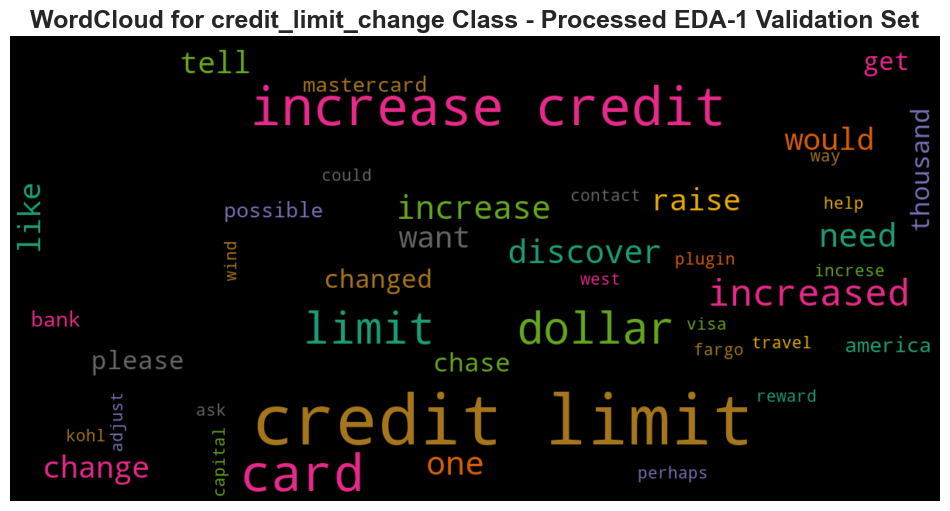 WordCloud for credit_limit_change Class - Processed EDA-1 Validation Set
tell
get
mastercard
increase credit
would
way
thousand
could
like
possible
increase
contact
raise
help
want
discover
need
wind
plugin
changed
west
increse
increased
bank
limit
dollar
visa
please
chase
fargo
travel
america
adjust
ask
credit limit
reward
kohl
change
capital
card
one
perhaps